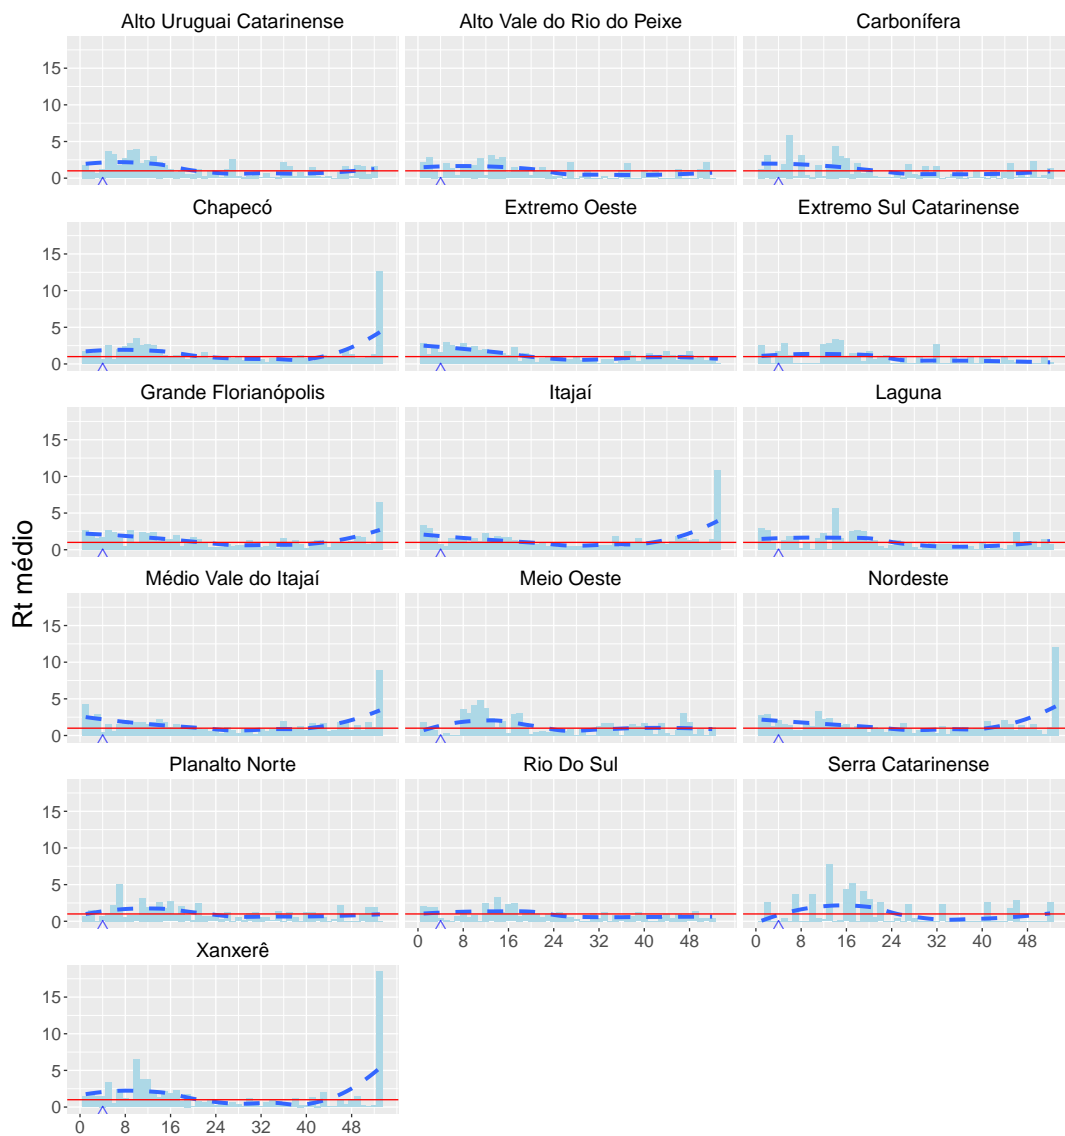 Alto Uruguai Catarinense Alto Vale do Rio do Peixe Carbonífera
15
10
5
0
Chapecó Extremo Oeste Extremo Sul Catarinense
15
10
5
0
Grande Florianópolis Itajaí Laguna
15
10
5
0
Rt médio
Médio Vale do Itajaí Meio Oeste Nordeste
15
10
5
0
Planalto Norte Rio Do Sul Serra Catarinense
15
10
5
0
0 8 16 24 32 40 48 0 8 16 24 32 40 48
Xanxerê
15
10
5
0
0 8 16 24 32 40 48